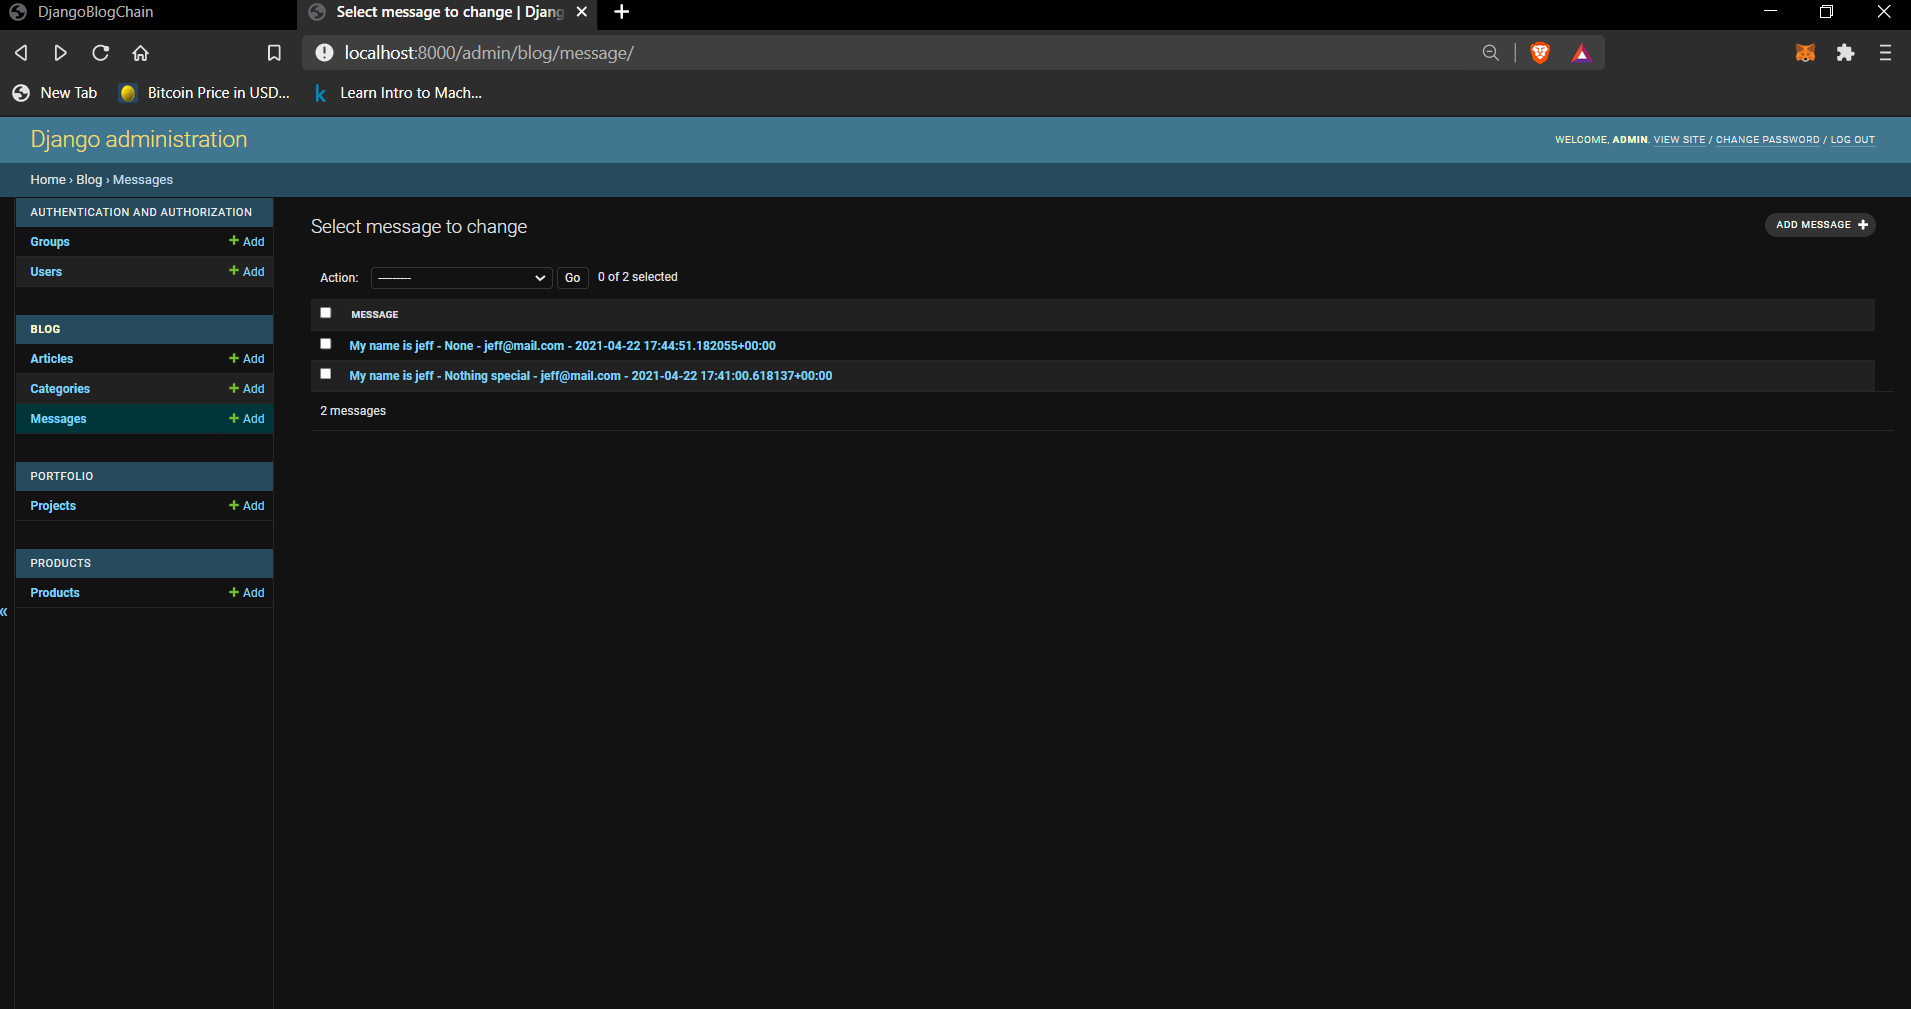 DjangoBlogChain
Select message to change | Djang
localhost:8000/admin/blog/message/
New Tab
Bitcoin Price in USD...
k
Learn Intro to Mach...
Django administration
WELCOME, ADMIN. VIEW SITE / CHANGE PASSWORD / LOG OUT
Home › Blog › Messages
AUTHENTICATION AND AUTHORIZATION
Groups + Add
Users + Add
BLOG
Articles + Add
Categories + Add
Messages + Add
PORTFOLIO
Projects + Add
PRODUCTS
Products + Add
«
Select message to change
ADD MESSAGE +
Action: --------- Go 0 of 2 selected
MESSAGE
My name is jeff - None - jeff@mail.com - 2021-04-22 17:44:51.182055+00:00
My name is jeff - Nothing special - jeff@mail.com - 2021-04-22 17:41:00.618137+00:00
2 messages